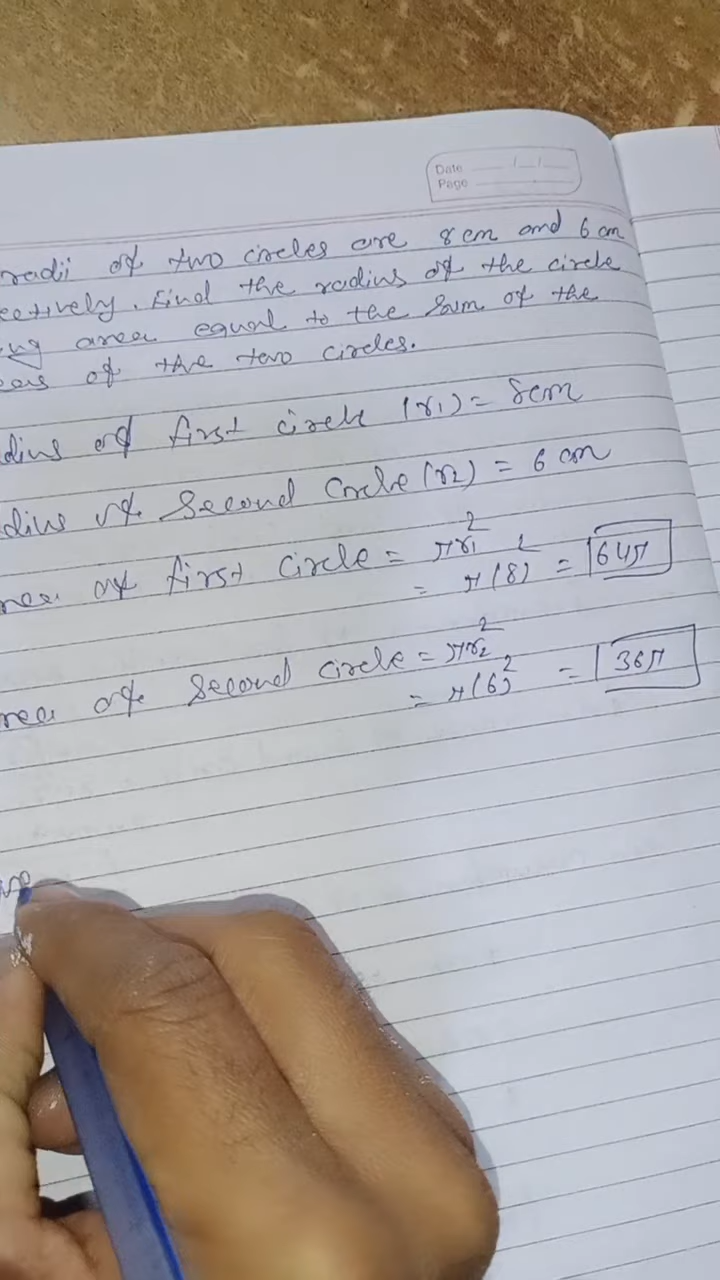 Date
Page
radii of two circles are 8cm and 6 cm
ectively. Find the radius of the circle
ing area equal to the sum of the
eas of the two circles.
dius of first circle (r1) = 8cm
dius of Second Circle (r2) = 6 cm
rea of first circle = πr1²
= π(8)² = 64π
rea of Second circle = πr2²
= π(6)² = 36π